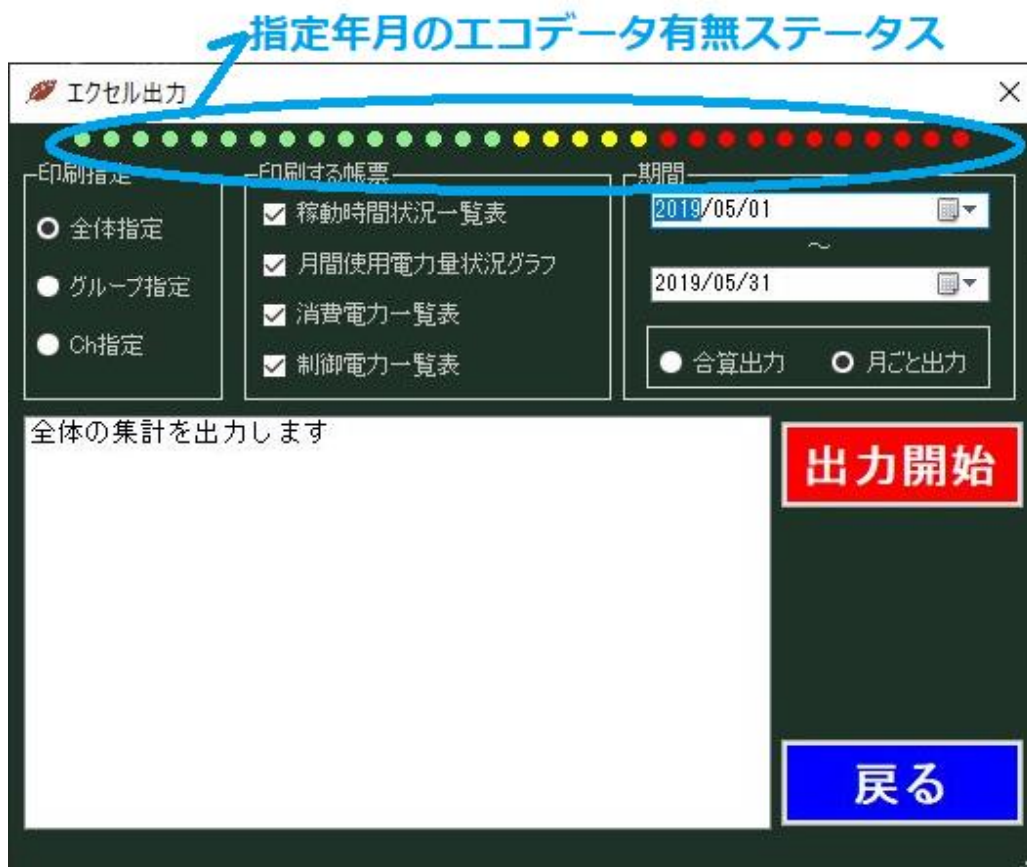 指定年月のエコデータ有無ステータス
エクセル出力
印刷指定
全体指定
グループ指定
Ch指定
印刷する帳票
稼動時間状況一覧表
月間使用電力量状況グラフ
消費電力一覧表
制御電力一覧表
期間
2019/05/01
～
2019/05/31
合算出力
月ごと出力
全体の集計を出力します
出力開始
戻る